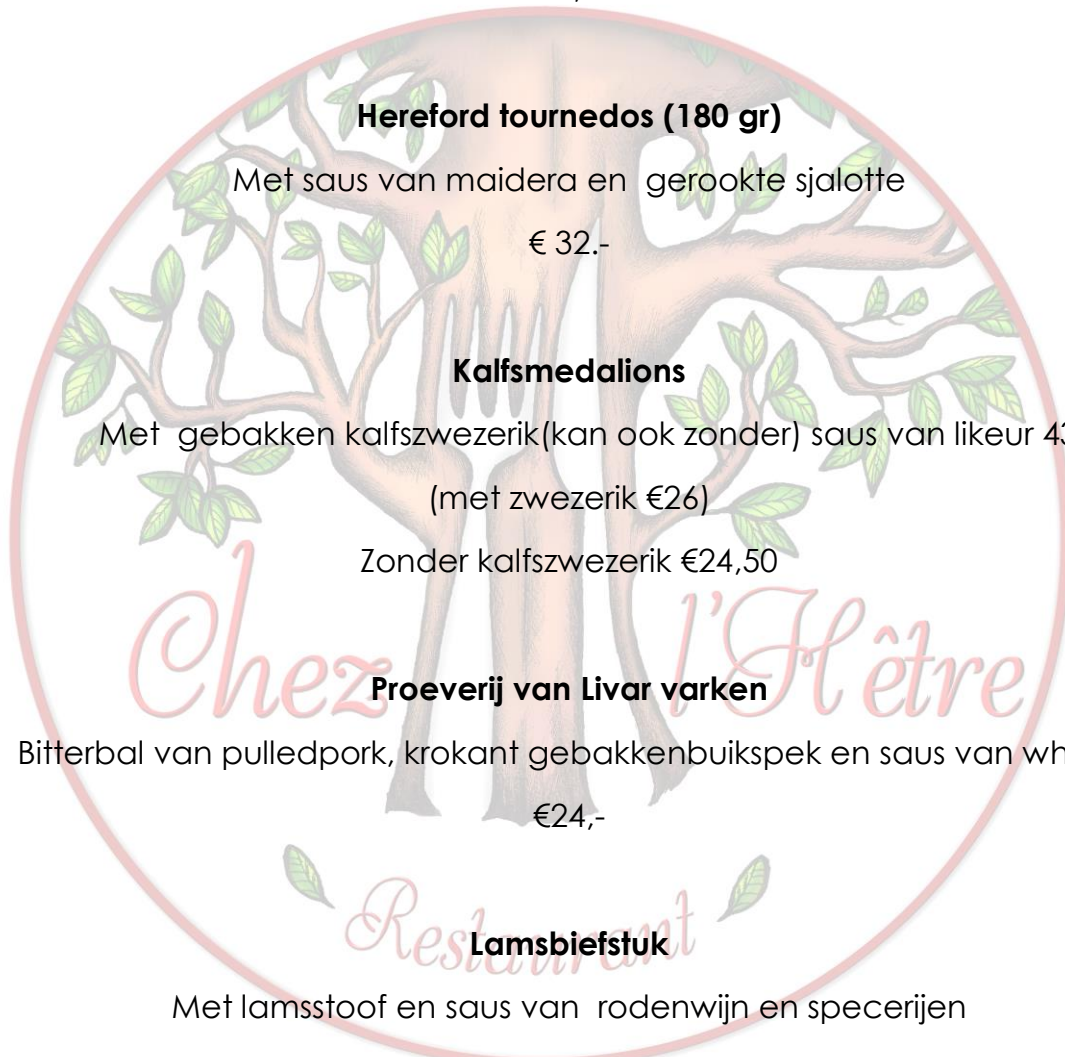 Hereford tournedos (180 gr)
Met saus van maidera en gerookte sjalotte
€ 32.-
Kalfsmedalions
Met gebakken kalfszwezerik(kan ook zonder) saus van likeur
(met zwezerik €26)
Zonder kalfszwezerik €24,50
Chez l'Hêtre
Proeverij van Livar varken
Bitterbal van pulledpork, krokant gebakkenbuikspek en saus van
€24,-
Restaurant
Lamsbiefstuk
Met lamsstoof en saus van rodenwijn en specerijen